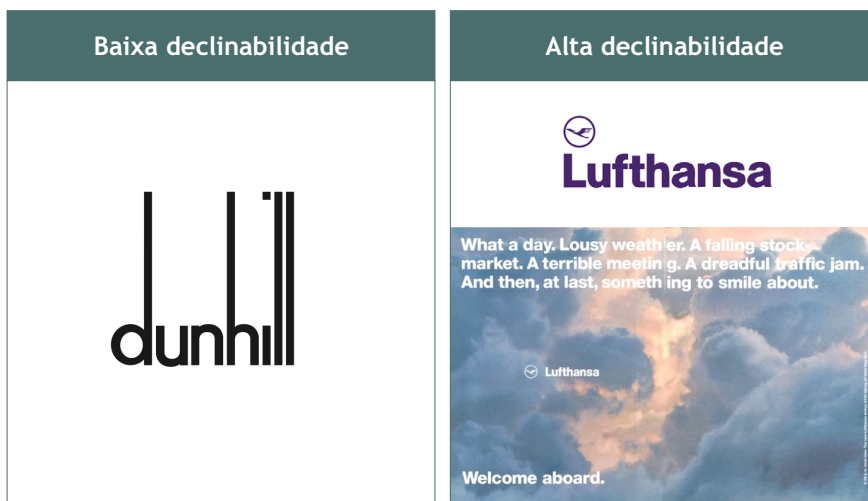 Baixa declinabilidade
dunhill
Alta declinabilidade
Lufthansa
What a day. Lousy weather. A falling stock-
market. A terrible meeting. A dreadful traffic jam.
And then, at last, something to smile about.
Lufthansa
Welcome aboard.